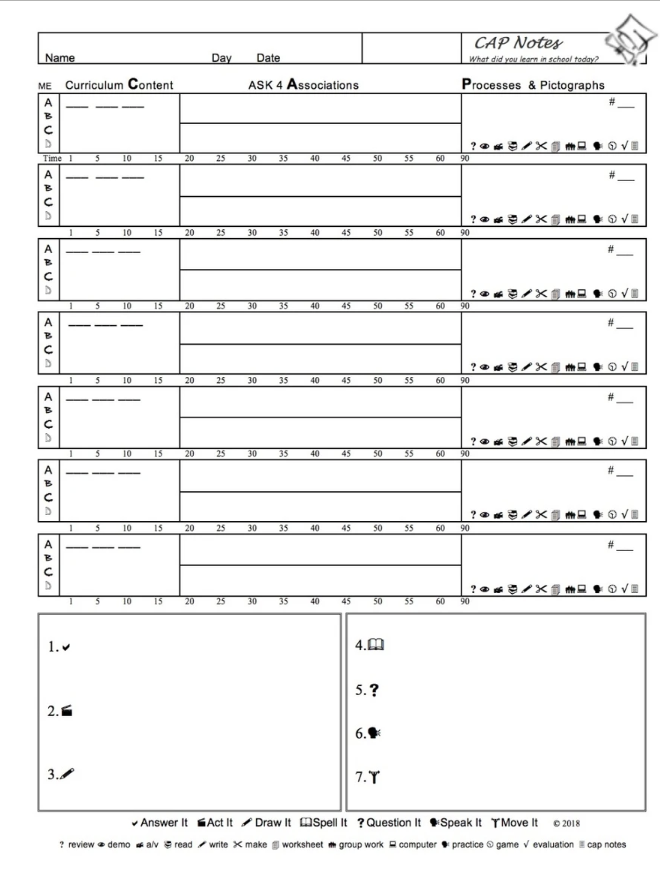 CAP Notes
Name Day Date What did you learn in school today?
ME Curriculum Content ASK 4 Associations Processes & Pictographs
A ___ ___ ___ # ___
B
C
D ?
Time 1 5 10 15 20 25 30 35 40 45 50 55 60 90
A ___ ___ ___ # ___
B
C
D ?
1 5 10 15 20 25 30 35 40 45 50 55 60 90
A ___ ___ ___ # ___
B
C
D ?
1 5 10 15 20 25 30 35 40 45 50 55 60 90
A ___ ___ ___ # ___
B
C
D ?
1 5 10 15 20 25 30 35 40 45 50 55 60 90
A ___ ___ ___ # ___
B
C
D ?
1 5 10 15 20 25 30 35 40 45 50 55 60 90
A ___ ___ ___ # ___
B
C
D ?
1 5 10 15 20 25 30 35 40 45 50 55 60 90
A ___ ___ ___ # ___
B
C
D ?
1 5 10 15 20 25 30 35 40 45 50 55 60 90
1.
2.
3.
4.
5. ?
6.
7.
Answer It Act It Draw It Spell It ? Question It Speak It Move It © 2018
? review demo a/v read write make worksheet group work computer practice game √ evaluation cap notes